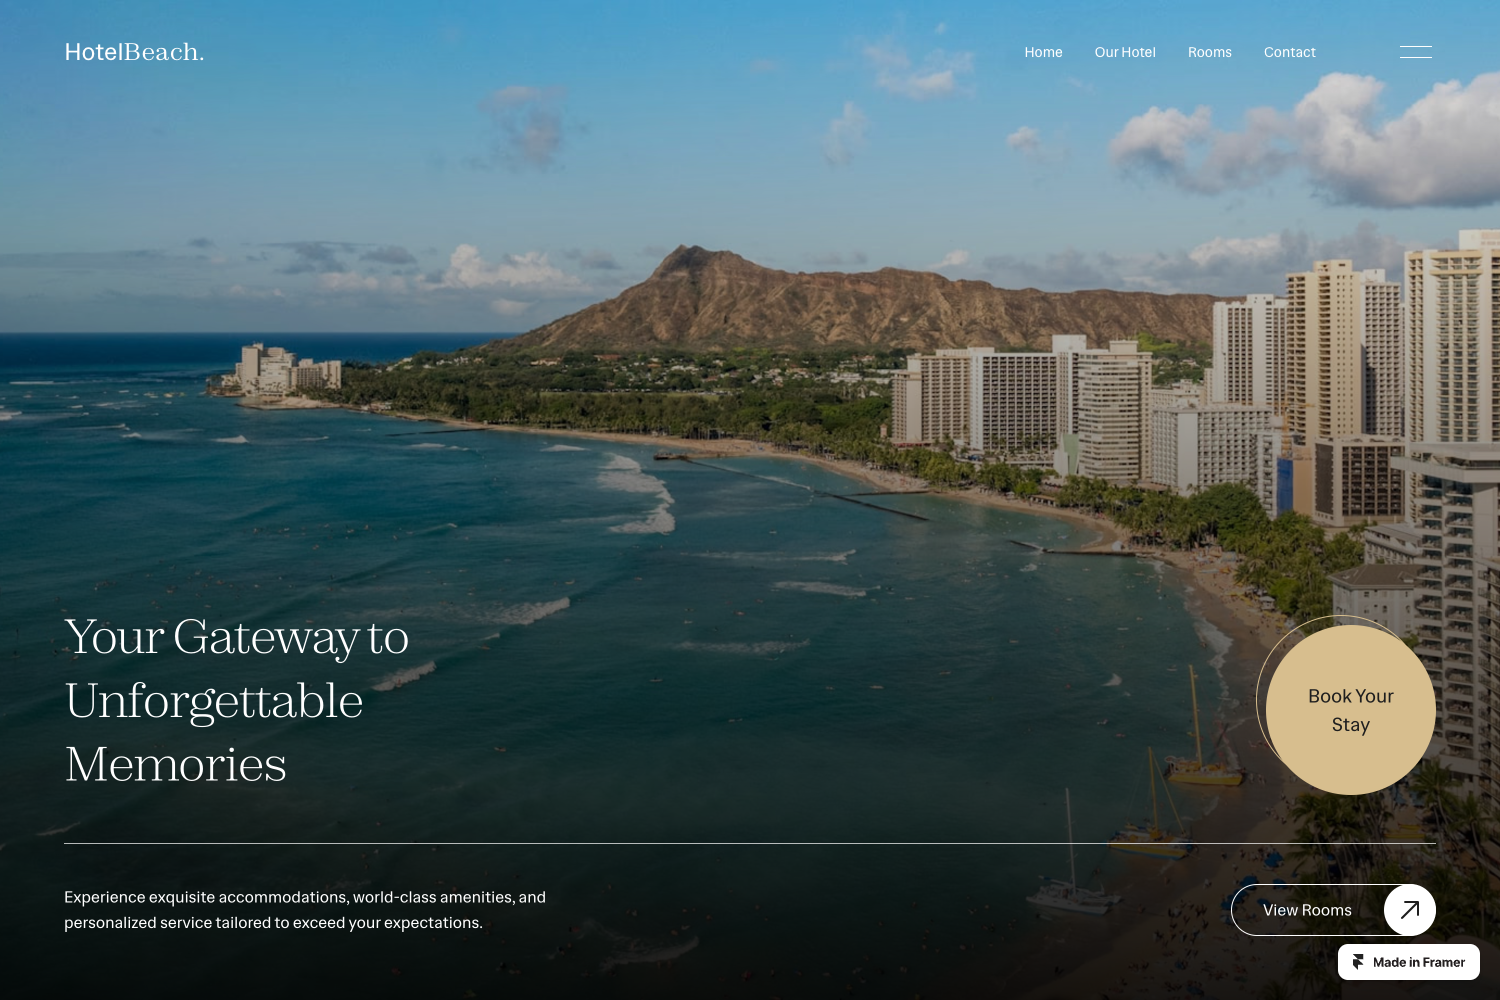 HotelBeach.
Home
Our Hotel
Rooms
Contact
Your Gateway to
Unforgettable
Memories
Book Your
Stay
Experience exquisite accommodations, world-class amenities, and
personalized service tailored to exceed your expectations.
View Rooms
Made in Framer